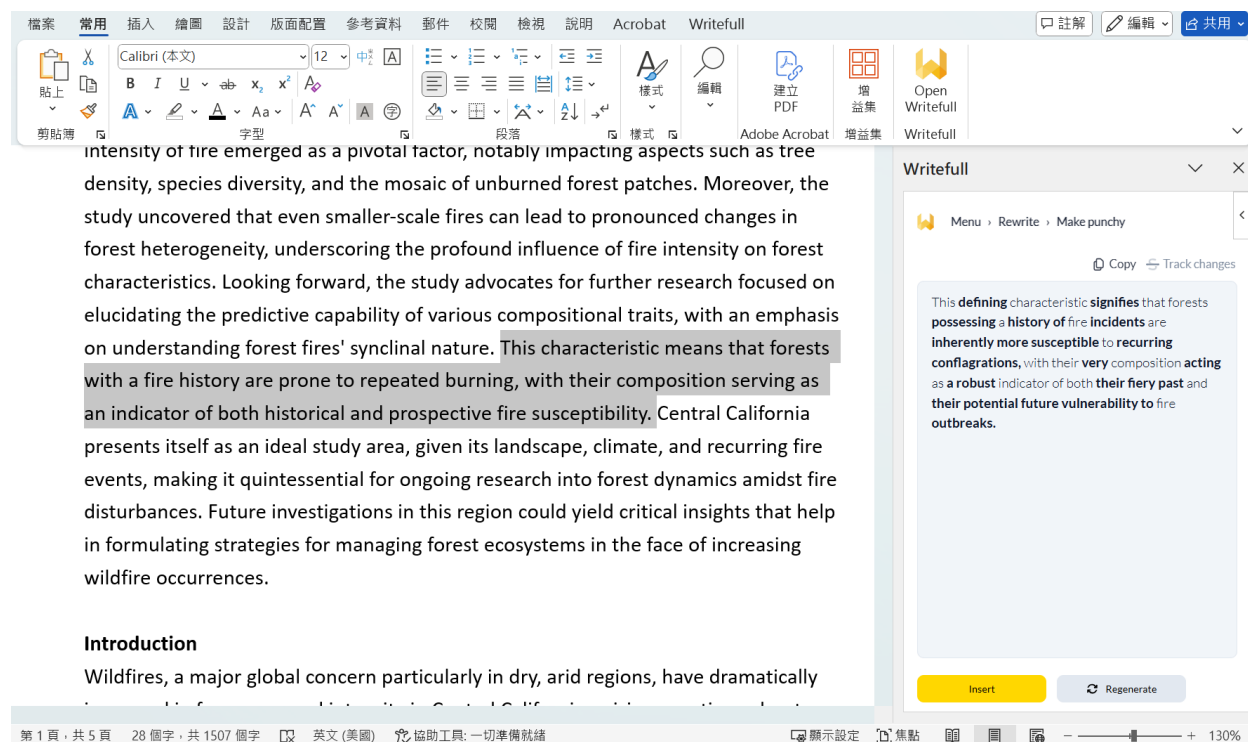 檔案 常用 插入 繪圖 設計 版面配置 參考資料 郵件 校閱 檢視 說明 Acrobat Writefull 註解 編輯 共用
貼上
剪貼簿
Calibri (本文) 12
B I U ab x₂ x² A
A A Aa A A A 字
字型
段落
樣式
樣式
編輯
建立
PDF
Adobe Acrobat
增
益集
增益集
Open
Writefull
Writefull
intensity of fire emerged as a pivotal factor, notably impacting aspects such as tree
density, species diversity, and the mosaic of unburned forest patches. Moreover, the
study uncovered that even smaller-scale fires can lead to pronounced changes in
forest heterogeneity, underscoring the profound influence of fire intensity on forest
characteristics. Looking forward, the study advocates for further research focused on
elucidating the predictive capability of various compositional traits, with an emphasis
on understanding forest fires' synclinal nature. This characteristic means that forests
with a fire history are prone to repeated burning, with their composition serving as
an indicator of both historical and prospective fire susceptibility. Central California
presents itself as an ideal study area, given its landscape, climate, and recurring fire
events, making it quintessential for ongoing research into forest dynamics amidst fire
disturbances. Future investigations in this region could yield critical insights that help
in formulating strategies for managing forest ecosystems in the face of increasing
wildfire occurrences.
Introduction
Wildfires, a major global concern particularly in dry, arid regions, have dramatically
Writefull
Menu › Rewrite › Make punchy
Copy Track changes
This defining characteristic signifies that forests
possessing a history of fire incidents are
inherently more susceptible to recurring
conflagrations, with their very composition acting
as a robust indicator of both their fiery past and
their potential future vulnerability to fire
outbreaks.
Insert Regenerate
第 1 頁，共 5 頁 28 個字，共 1507 個字 英文 (美國) 協助工具: 一切準備就緒 顯示設定 焦點 − + 130%